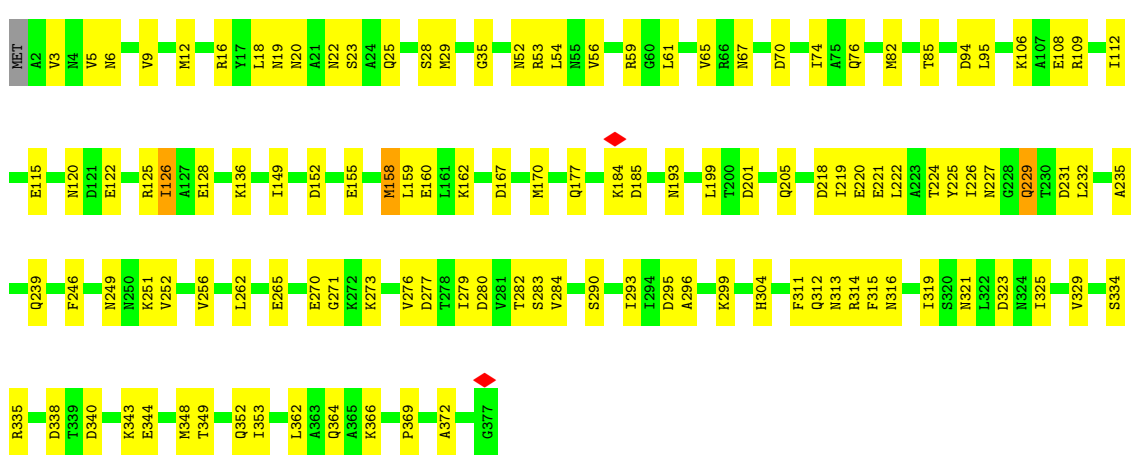 MET A2 V3 N4 V5 N6 V9 M12 R16 Y17 L18 N19 N20 A21 N22 S23 A24 Q25 S28 M29 G35 N52 R53 L54 N55 V56 R59 G60 L61 V65 R66 N67 D70 I74 A75 Q76 M82 T85 D94 L95 K106 A107 E108 R109 I112
E115 N120 D121 E122 R125 I126 A127 E128 K136 I149 D152 E155 M158 L159 E160 L161 K162 D167 M170 Q177 K184 D185 N193 L199 T200 D201 Q205 D218 I219 E220 E221 L222 A223 T224 Y225 I226 N227 G228 Q229 T230 D231 L232 A235
Q239 F246 N249 N250 K251 V252 V256 L262 E265 E270 G271 K272 K273 V276 D277 T278 I279 D280 V281 T282 S283 V284 S290 I293 I294 D295 A296 K299 H304 F311 Q312 N313 R314 F315 N316 I319 S320 N321 L322 D323 N324 I325 V329 S334
R335 D338 T339 D340 K343 E344 M348 T349 Q352 I353 L362 A363 Q364 A365 K366 P369 A372 G377